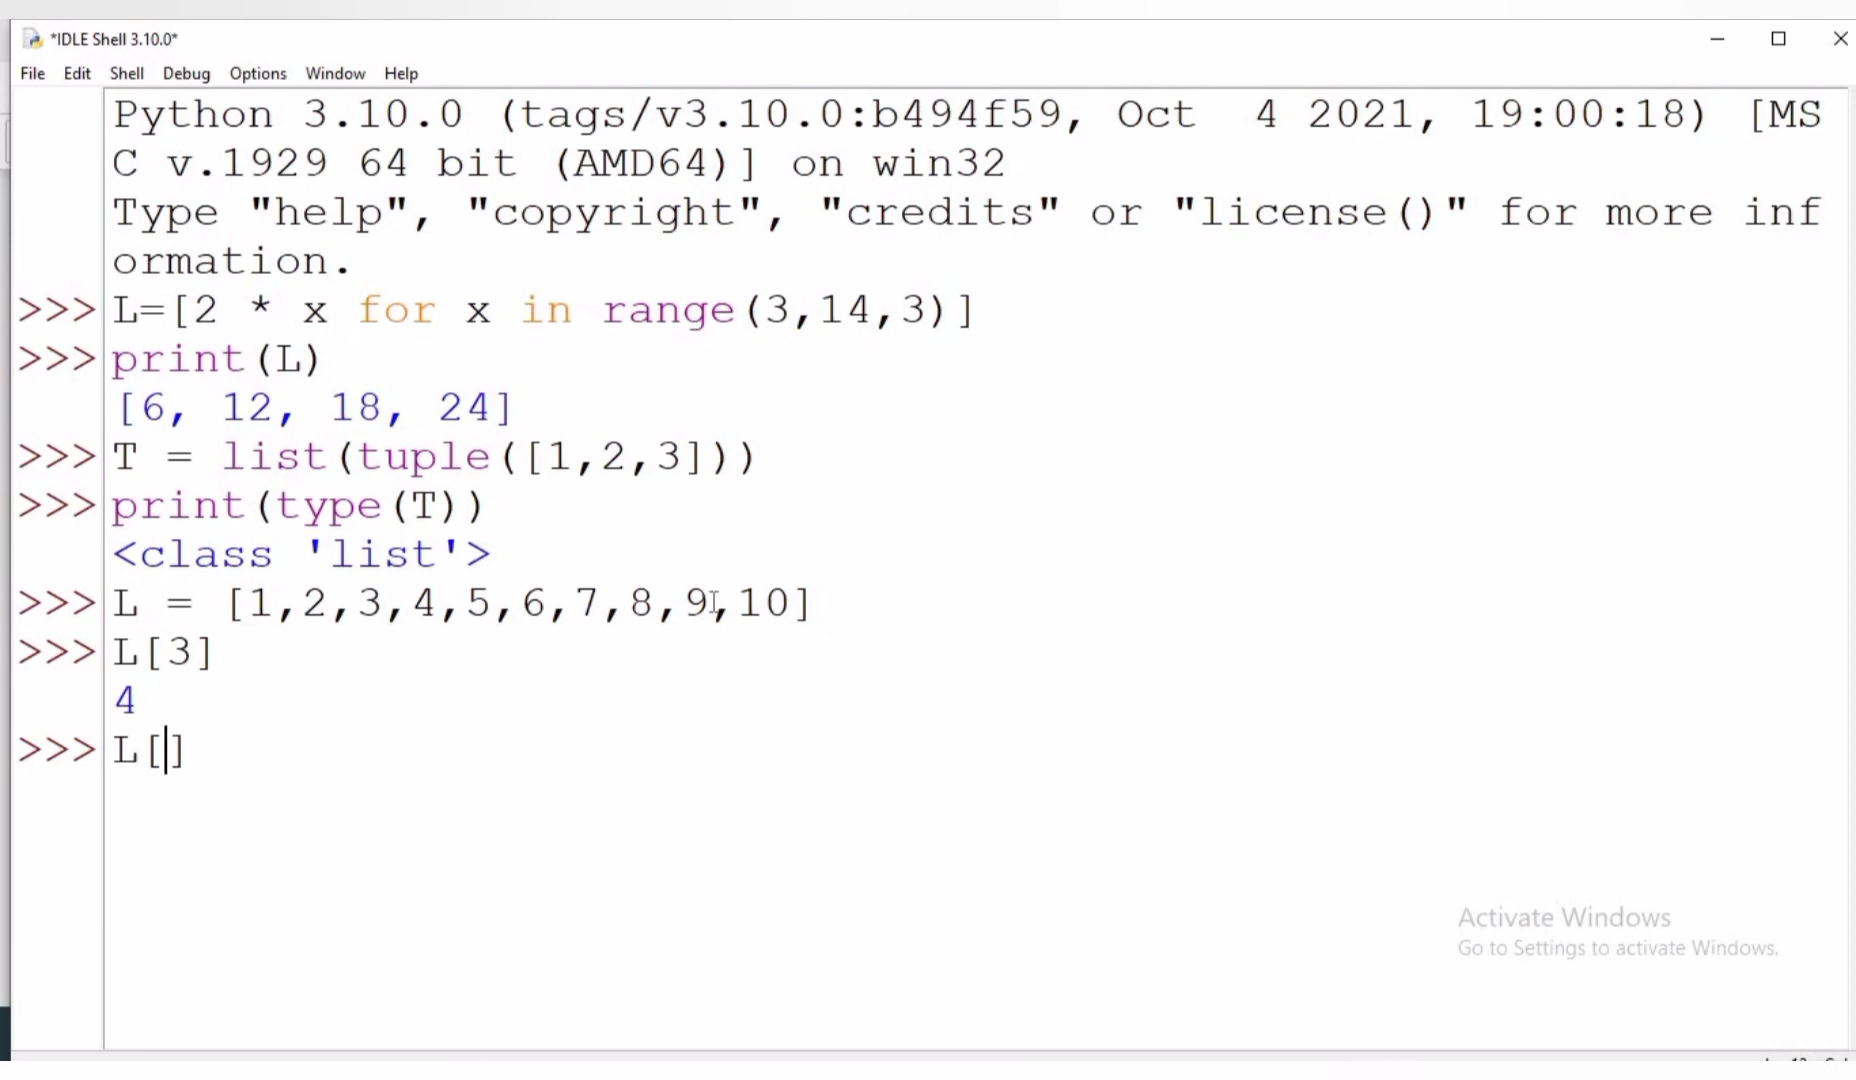 *IDLE Shell 3.10.0*
File Edit Shell Debug Options Window Help
Python 3.10.0 (tags/v3.10.0:b494f59, Oct  4 2021, 19:00:18) [MS
C v.1929 64 bit (AMD64)] on win32
Type "help", "copyright", "credits" or "license()" for more inf
ormation.
>>> L=[2 * x for x in range(3,14,3)]
>>> print(L)
[6, 12, 18, 24]
>>> T = list(tuple([1,2,3]))
>>> print(type(T))
<class 'list'>
>>> L = [1,2,3,4,5,6,7,8,9,10]
>>> L[3]
4
>>> L[]
Activate Windows
Go to Settings to activate Windows.